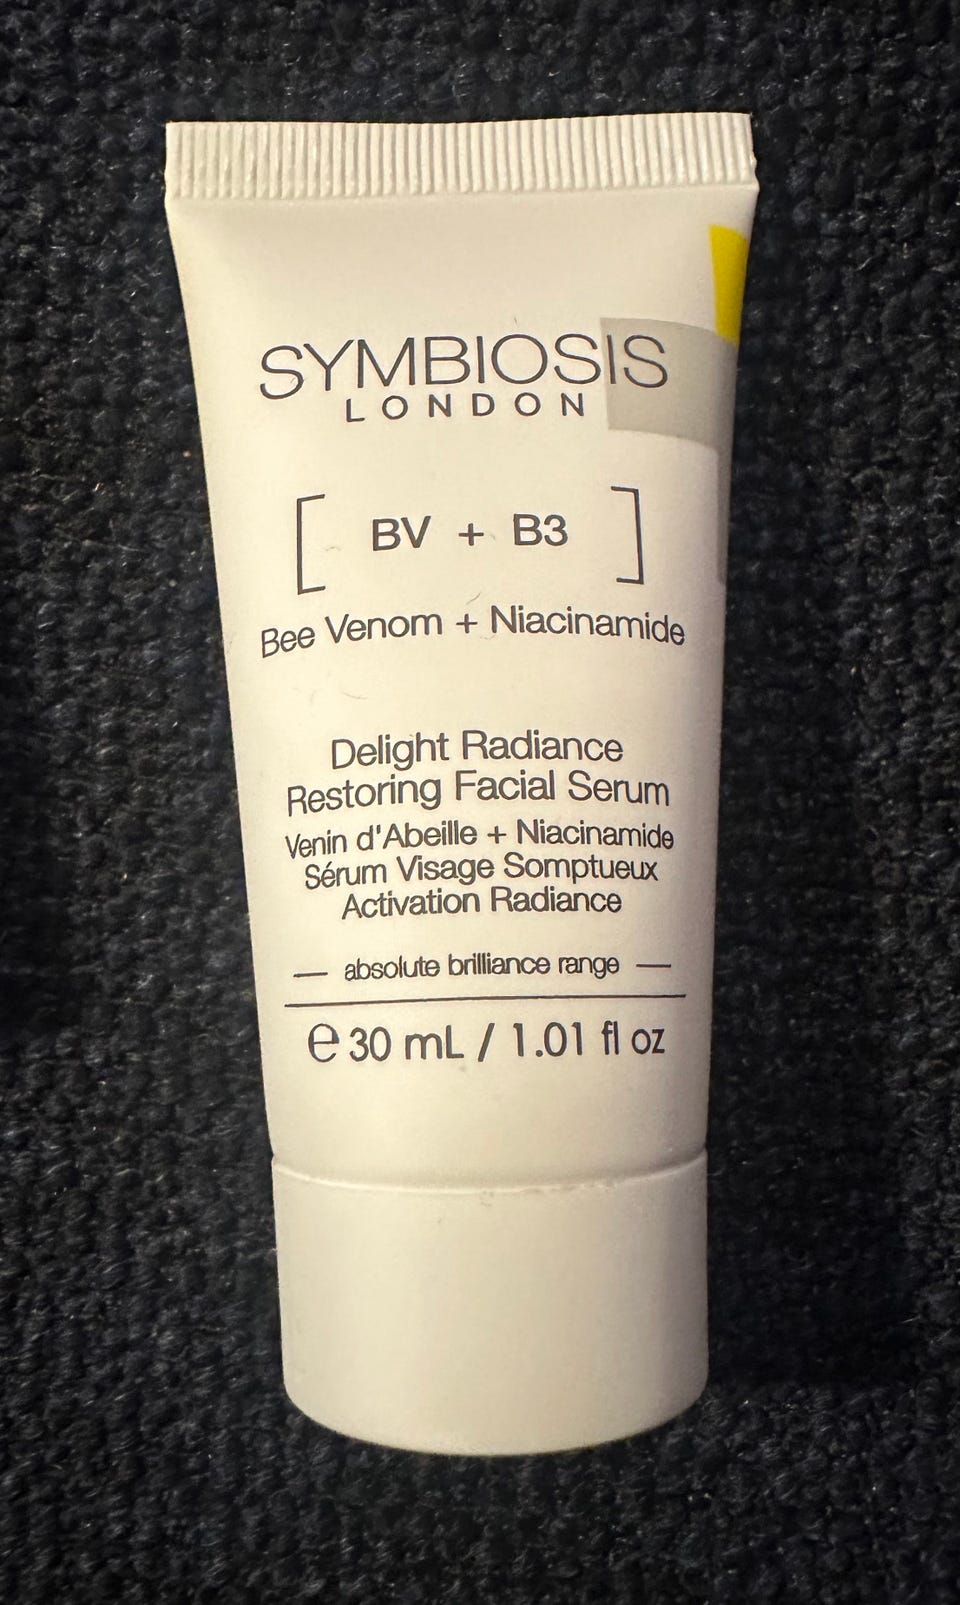 SYMBIOSIS
LONDON
[ BV + B3 ]
Bee Venom + Niacinamide
Delight Radiance
Restoring Facial Serum
Venin d'Abeille + Niacinamide
Sérum Visage Somptueux
Activation Radiance
— absolute brilliance range —
℮ 30 mL / 1.01 fl oz